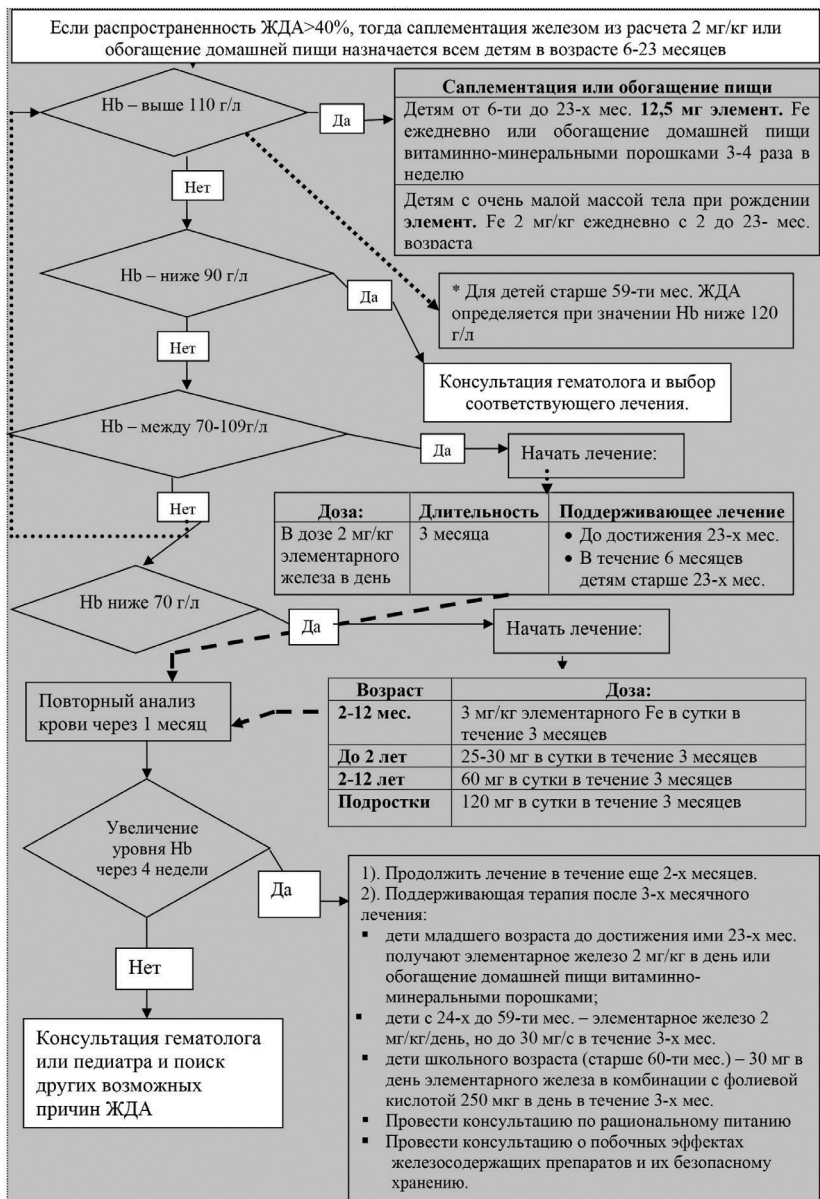 Если распространенность ЖДА>40%, тогда саплементация железом из расчета 2 мг/кг или
обогащение домашней пищи назначается всем детям в возрасте 6-23 месяцев
Hb – выше 110 г/л
Да
Саплементация или обогащение пищи
Детям от 6-ти до 23-х мес. 12,5 мг элемент. Fe
ежедневно или обогащение домашней пищи
витаминно-минеральными порошками 3-4 раза в
неделю
Детям с очень малой массой тела при рождении
элемент. Fe 2 мг/кг ежедневно с 2 до 23- мес.
возраста
Нет
Hb – ниже 90 г/л
Да
* Для детей старше 59-ти мес. ЖДА
определяется при значении Hb ниже 120
г/л
Нет
Консультация гематолога и выбор
соответствующего лечения.
Hb – между 70-109г/л
Да
Начать лечение:
Нет
Доза:
Длительность
Поддерживающее лечение
В дозе 2 мг/кг
элементарного
железа в день
3 месяца
• До достижения 23-х мес.
• В течение 6 месяцев
детям старше 23-х мес.
Hb ниже 70 г/л
Да
Начать лечение:
Повторный анализ
крови через 1 месяц
Возраст
Доза:
2-12 мес.
3 мг/кг элементарного Fe в сутки в
течение 3 месяцев
До 2 лет
25-30 мг в сутки в течение 3 месяцев
2-12 лет
60 мг в сутки в течение 3 месяцев
Подростки
120 мг в сутки в течение 3 месяцев
Увеличение
уровня Hb
через 4 недели
Да
1). Продолжить лечение в течение еще 2-х месяцев.
2). Поддерживающая терапия после 3-х месячного
лечения:
▪ дети младшего возраста до достижения ими 23-х мес.
получают элементарное железо 2 мг/кг в день или
обогащение домашней пищи витаминно-
минеральными порошками;
▪ дети с 24-х до 59-ти мес. – элементарное железо 2
мг/кг/день, но до 30 мг/с в течение 3-х мес.
▪ дети школьного возраста (старше 60-ти мес.) – 30 мг в
день элементарного железа в комбинации с фолиевой
кислотой 250 мкг в день в течение 3-х мес.
▪ Провести консультацию по рациональному питанию
▪ Провести консультацию о побочных эффектах
железосодержащих препаратов и их безопасному
хранению.
Нет
Консультация гематолога
или педиатра и поиск
других возможных
причин ЖДА